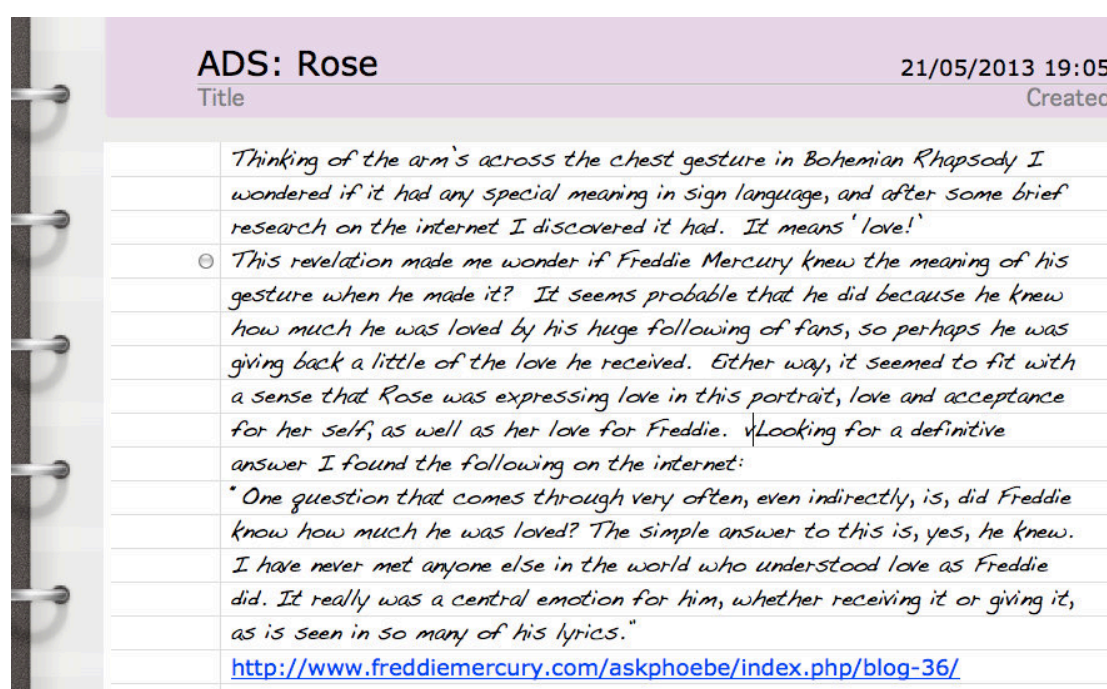 ADS: Rose
21/05/2013 19:05
Title
Created
Thinking of the arm's across the chest gesture in Bohemian Rhapsody I
wondered if it had any special meaning in sign language, and after some brief
research on the internet I discovered it had.  It means 'love!'
This revelation made me wonder if Freddie Mercury knew the meaning of his
gesture when he made it?  It seems probable that he did because he knew
how much he was loved by his huge following of fans, so perhaps he was
giving back a little of the love he received.  Either way, it seemed to fit with
a sense that Rose was expressing love in this portrait, love and acceptance
for her self, as well as her love for Freddie.  vLooking for a definitive
answer I found the following on the internet:
"One question that comes through very often, even indirectly, is, did Freddie
know how much he was loved? The simple answer to this is, yes, he knew.
I have never met anyone else in the world who understood love as Freddie
did. It really was a central emotion for him, whether receiving it or giving it,
as is seen in so many of his lyrics."
http://www.freddiemercury.com/askphoebe/index.php/blog-36/